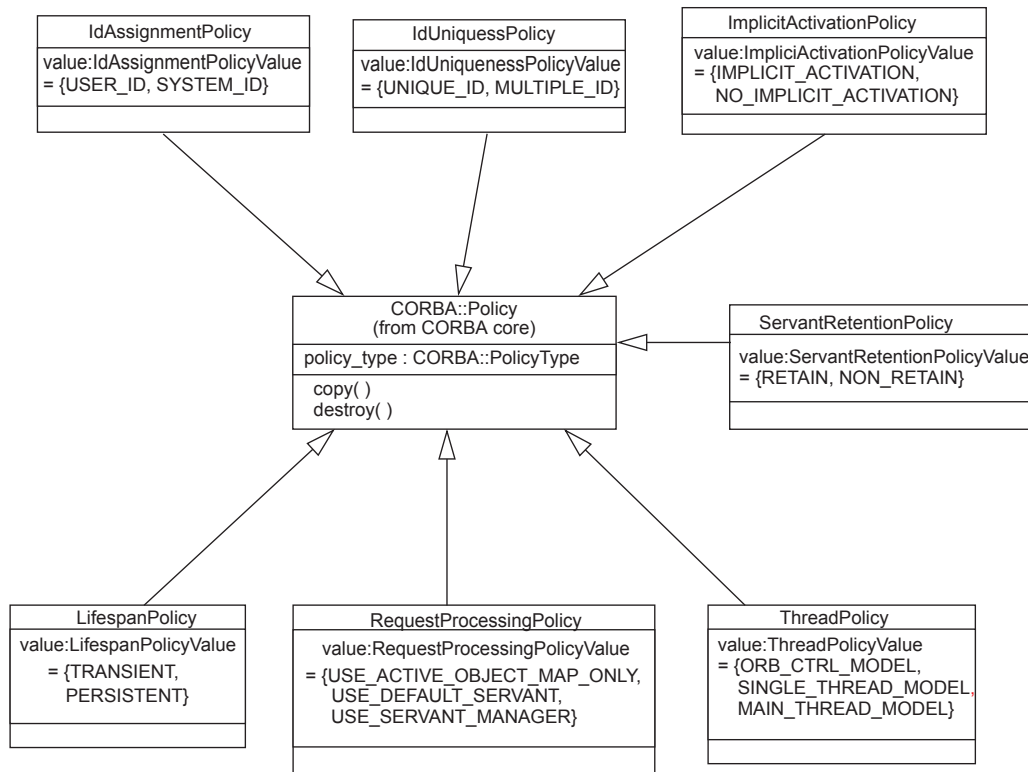 IdAssignmentPolicy
value:IdAssignmentPolicyValue
= {USER_ID, SYSTEM_ID}
IdUniquessPolicy
value:IdUniquenessPolicyValue
= {UNIQUE_ID, MULTIPLE_ID}
ImplicitActivationPolicy
value:ImpliciActivationPolicyValue
= {IMPLICIT_ACTIVATION,
NO_IMPLICIT_ACTIVATION}
CORBA::Policy
(from CORBA core)
policy_type : CORBA::PolicyType
copy( )
destroy( )
ServantRetentionPolicy
value:ServantRetentionPolicyValue
= {RETAIN, NON_RETAIN}
LifespanPolicy
value:LifespanPolicyValue
= {TRANSIENT,
PERSISTENT}
RequestProcessingPolicy
value:RequestProcessingPolicyValue
= {USE_ACTIVE_OBJECT_MAP_ONLY,
USE_DEFAULT_SERVANT,
USE_SERVANT_MANAGER}
ThreadPolicy
value:ThreadPolicyValue
= {ORB_CTRL_MODEL,
SINGLE_THREAD_MODEL,
MAIN_THREAD_MODEL}